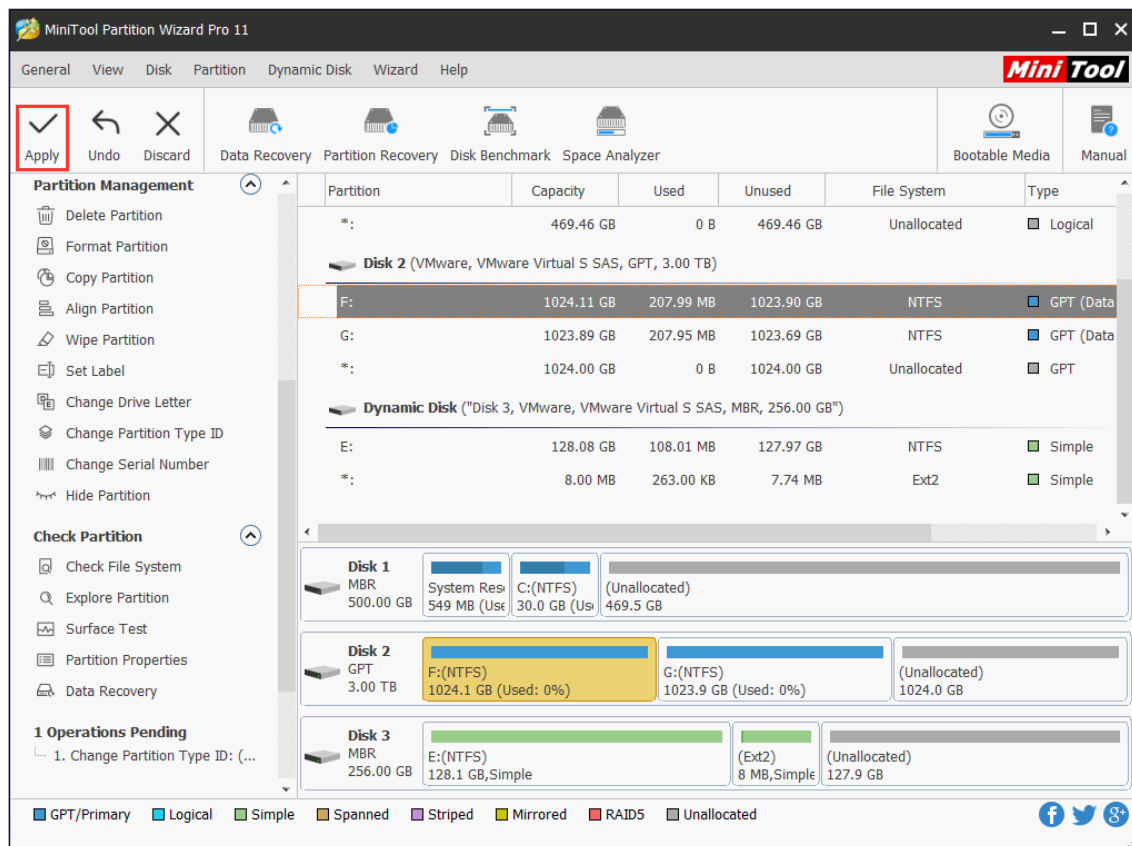 MiniTool Partition Wizard Pro 11
General View Disk Partition Dynamic Disk Wizard Help
Mini Tool
Apply Undo Discard Data Recovery Partition Recovery Disk Benchmark Space Analyzer Bootable Media Manual
Partition Management
Delete Partition
Format Partition
Copy Partition
Align Partition
Wipe Partition
Set Label
Change Drive Letter
Change Partition Type ID
Change Serial Number
Hide Partition
Check Partition
Check File System
Explore Partition
Surface Test
Partition Properties
Data Recovery
1 Operations Pending
1. Change Partition Type ID: (...
Partition Capacity Used Unused File System Type
*: 469.46 GB 0 B 469.46 GB Unallocated Logical
Disk 2 (VMware, VMware Virtual S SAS, GPT, 3.00 TB)
F: 1024.11 GB 207.99 MB 1023.90 GB NTFS GPT (Data
G: 1023.89 GB 207.95 MB 1023.69 GB NTFS GPT (Data
*: 1024.00 GB 0 B 1024.00 GB Unallocated GPT
Dynamic Disk ("Disk 3, VMware, VMware Virtual S SAS, MBR, 256.00 GB")
E: 128.08 GB 108.01 MB 127.97 GB NTFS Simple
*: 8.00 MB 263.00 KB 7.74 MB Ext2 Simple
Disk 1
MBR
500.00 GB
System Res
549 MB (Use
C:(NTFS)
30.0 GB (Us
(Unallocated)
469.5 GB
Disk 2
GPT
3.00 TB
F:(NTFS)
1024.1 GB (Used: 0%)
G:(NTFS)
1023.9 GB (Used: 0%)
(Unallocated)
1024.0 GB
Disk 3
MBR
256.00 GB
E:(NTFS)
128.1 GB,Simple
(Ext2)
8 MB,Simple
(Unallocated)
127.9 GB
GPT/Primary Logical Simple Spanned Striped Mirrored RAID5 Unallocated